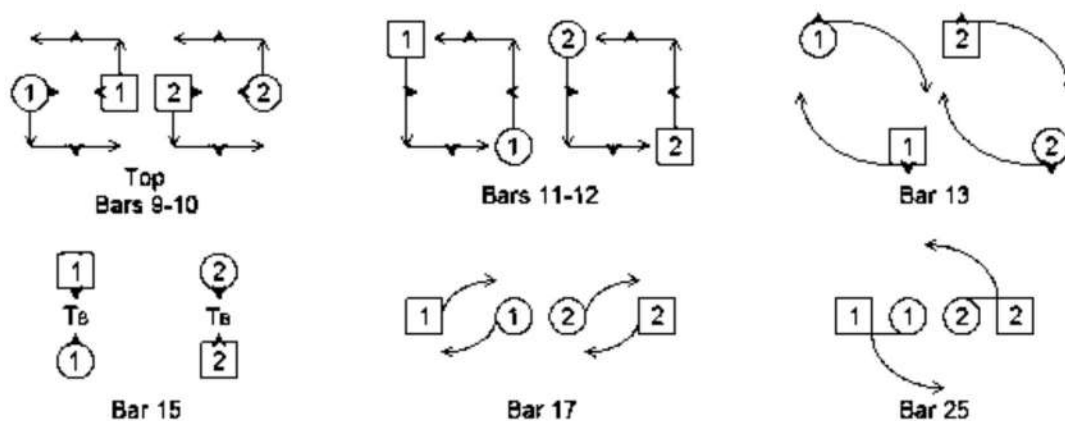 1 1 2 2
Top
Bars 9-10
1 2
1 2
Bars 11-12
1 2
1 2
Bar 13
1 2
TB TB
1 2
Bar 15
1 1 2 2
Bar 17
1 1 2 2
Bar 25